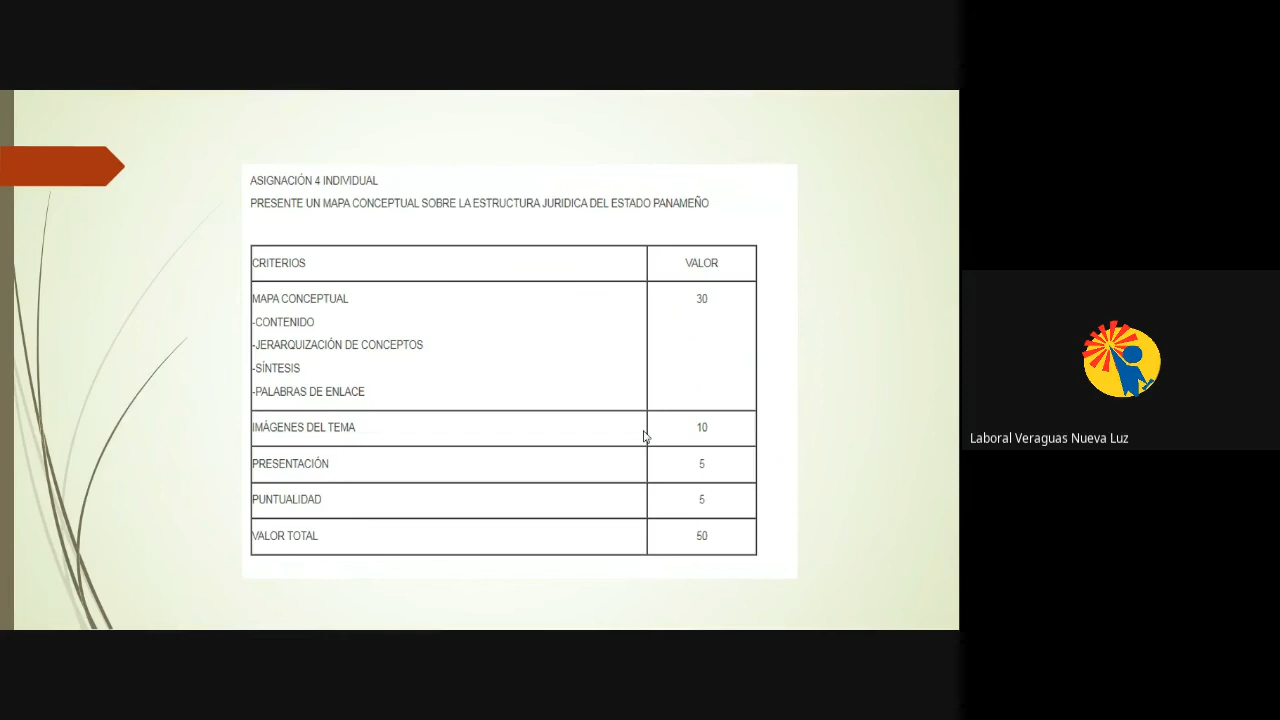 ASIGNACIÓN 4 INDIVIDUAL
PRESENTE UN MAPA CONCEPTUAL SOBRE LA ESTRUCTURA JURIDICA DEL ESTADO PANAMEÑO
CRITERIOS VALOR
MAPA CONCEPTUAL 30
-CONTENIDO
-JERARQUIZACIÓN DE CONCEPTOS
-SÍNTESIS
-PALABRAS DE ENLACE
IMÁGENES DEL TEMA 10
PRESENTACIÓN 5
PUNTUALIDAD 5
VALOR TOTAL 50
Laboral Veraguas Nueva Luz